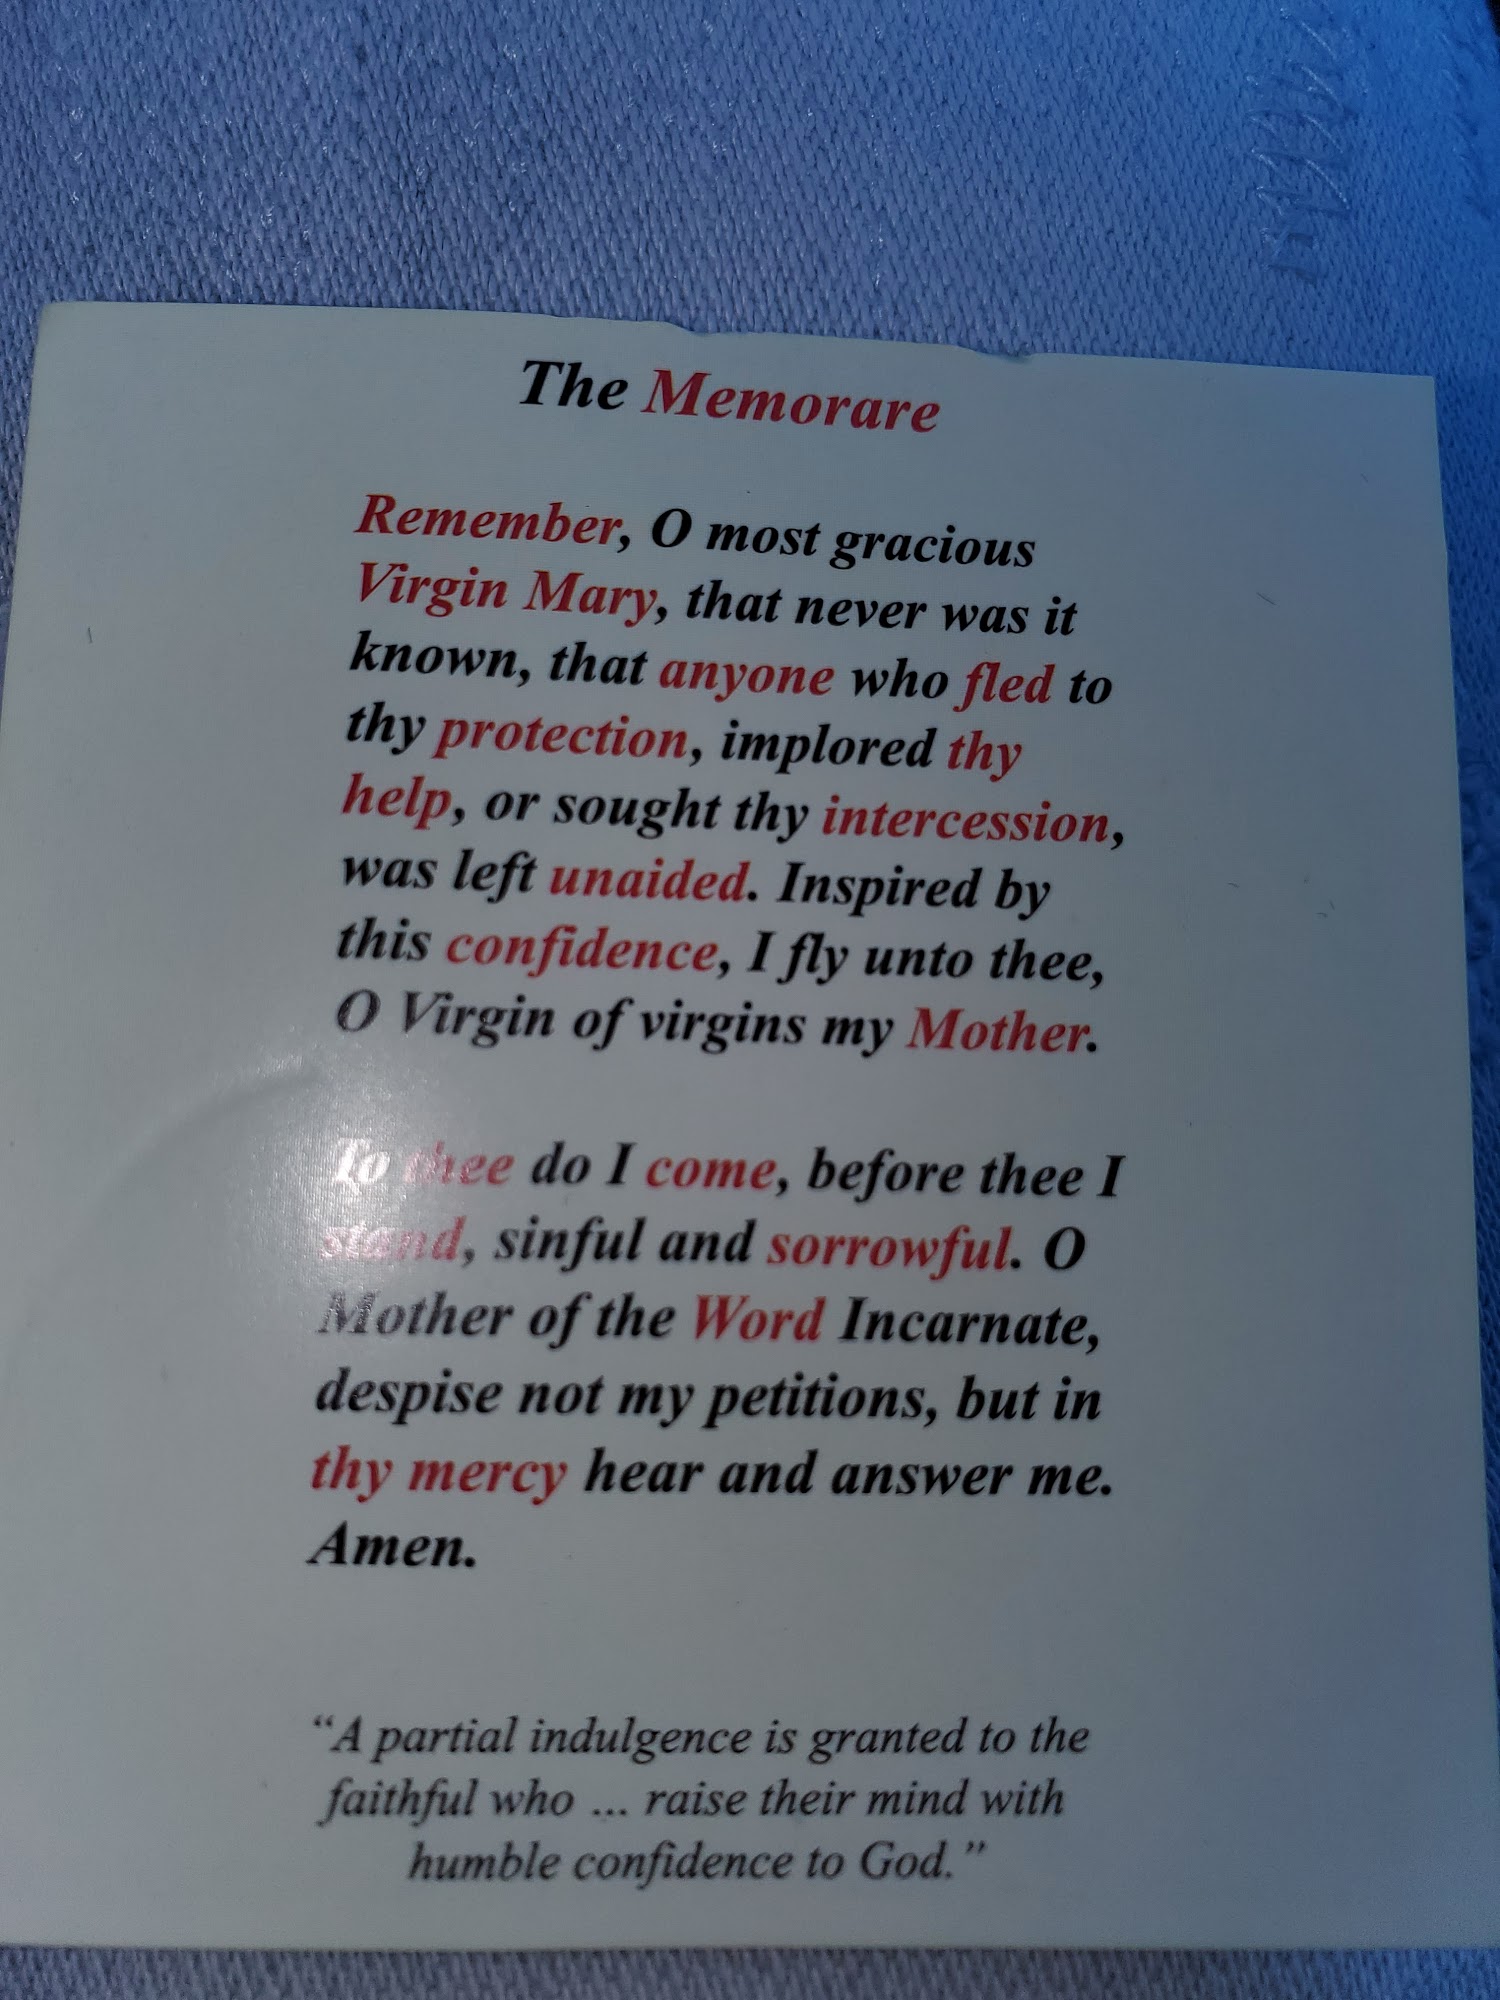 The Memorare
Remember, O most gracious
Virgin Mary, that never was it
known, that anyone who fled to
thy protection, implored thy
help, or sought thy intercession,
was left unaided. Inspired by
this confidence, I fly unto thee,
O Virgin of virgins my Mother.
To thee do I come, before thee I
stand, sinful and sorrowful. O
Mother of the Word Incarnate,
despise not my petitions, but in
thy mercy hear and answer me.
Amen.
“A partial indulgence is granted to the
faithful who ... raise their mind with
humble confidence to God.”